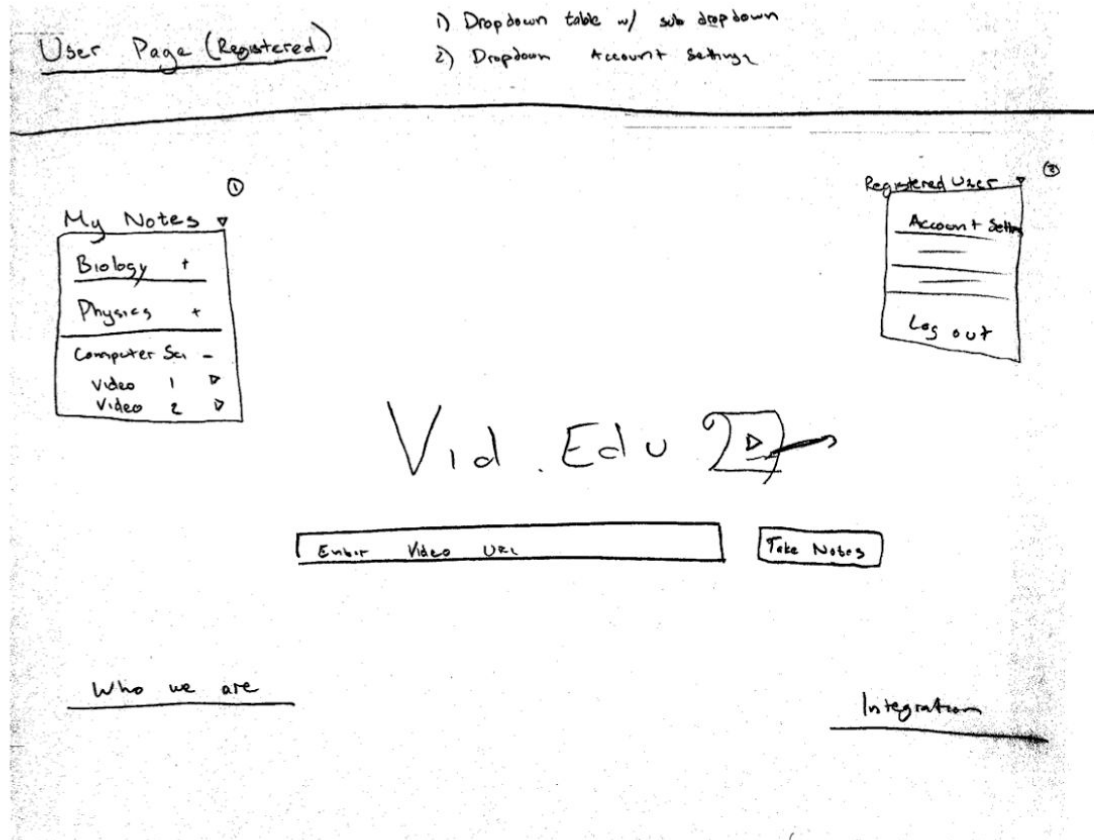 User Page (Registered)
1) Dropdown table w/ sub dropdown
2) Dropdown Account Settings
①
My Notes
Biology +
Physics +
Computer Sci -
Video 1
Video 2
②
Registered User
Account Settin
Log out
Vid.Edu
Enter Video URL
Take Notes
Who we are
Integration